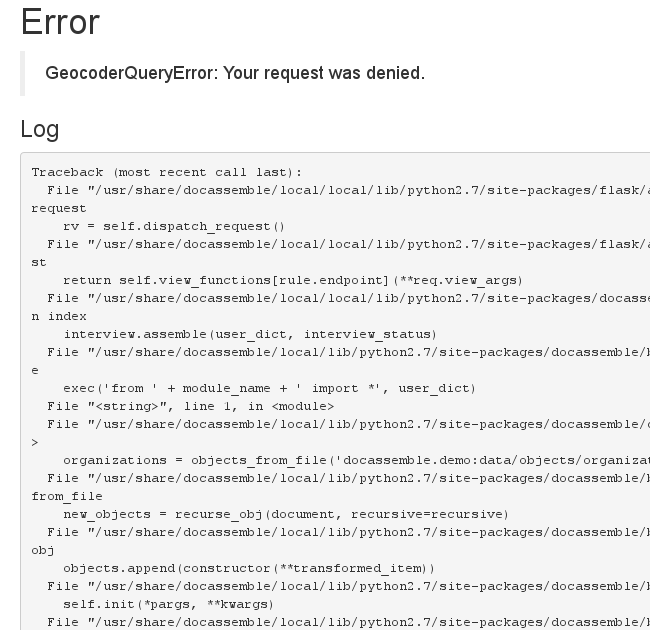 Error
GeocoderQueryError: Your request was denied.
Log
Traceback (most recent call last):
File "/usr/share/docassemble/local/local/lib/python2.7/site-packages/flask/
request
rv = self.dispatch_request()
File "/usr/share/docassemble/local/local/lib/python2.7/site-packages/flask/
st
return self.view_functions[rule.endpoint](**req.view_args)
File "/usr/share/docassemble/local/local/lib/python2.7/site-packages/docasse
n index
interview.assemble(user_dict, interview_status)
File "/usr/share/docassemble/local/local/lib/python2.7/site-packages/docassemble/
e
exec('from ' + module_name + ' import *', user_dict)
File "<string>", line 1, in <module>
File "/usr/share/docassemble/local/local/lib/python2.7/site-packages/docassemble/
>
organizations = objects_from_file('docassemble.demo:data/objects/organizat
File "/usr/share/docassemble/local/local/lib/python2.7/site-packages/docassemble/
from_file
new_objects = recurse_obj(document, recursive=recursive)
File "/usr/share/docassemble/local/local/lib/python2.7/site-packages/docassemble/
obj
objects.append(constructor(**transformed_item))
File "/usr/share/docassemble/local/local/lib/python2.7/site-packages/docassemble/
self.init(*pargs, **kwargs)
File "/usr/share/docassemble/local/local/lib/python2.7/site-packages/docassemble/